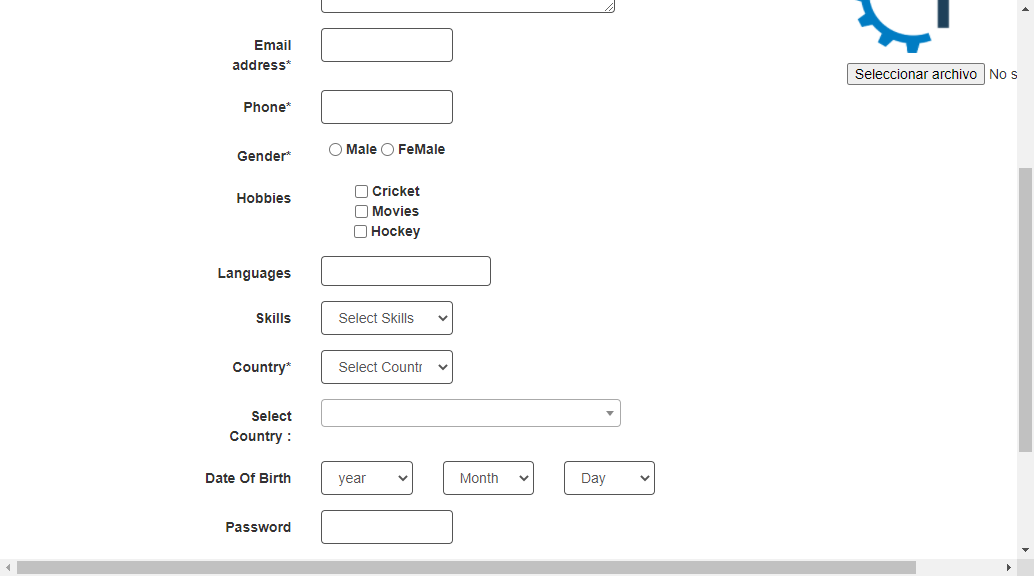 Email
address*
Seleccionar archivo No s
Phone*
Gender*
Male FeMale
Hobbies
Cricket
Movies
Hockey
Languages
Skills
Select Skills
Country*
Select Countr
Select
Country :
Date Of Birth
year
Month
Day
Password